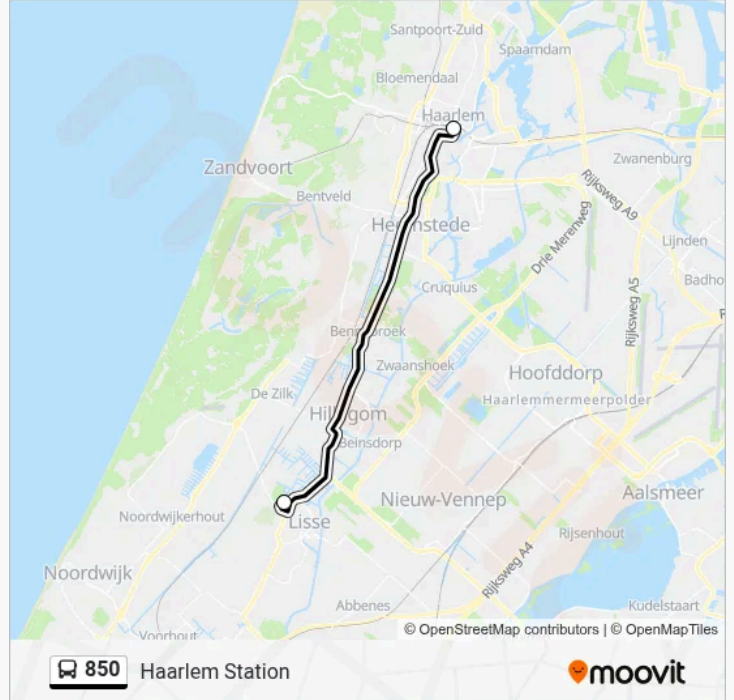 Santpoort-Zuid
Spaarndam
Bloemendaal
Haarlem
Zwanenburg
Zandvoort
Rijksweg A9
Bentveld
Heemstede
Drie Merenweg
Lijnden
Rijksweg A5
Badho
Cruquius
Bennebroek
Zwaanshoek
Hoofddorp
De Zilk
Haarlemmermeerpolder
Hillegom
Beinsdorp
Aalsmeer
Nieuw-Vennep
Noordwijkerhout
Lisse
Rijsenhout
Rijksweg A4
Noordwijk
Abbenes
Kudelstaart
Voorhout
© OpenStreetMap contributors | © OpenMapTiles
850 Haarlem Station
moovit